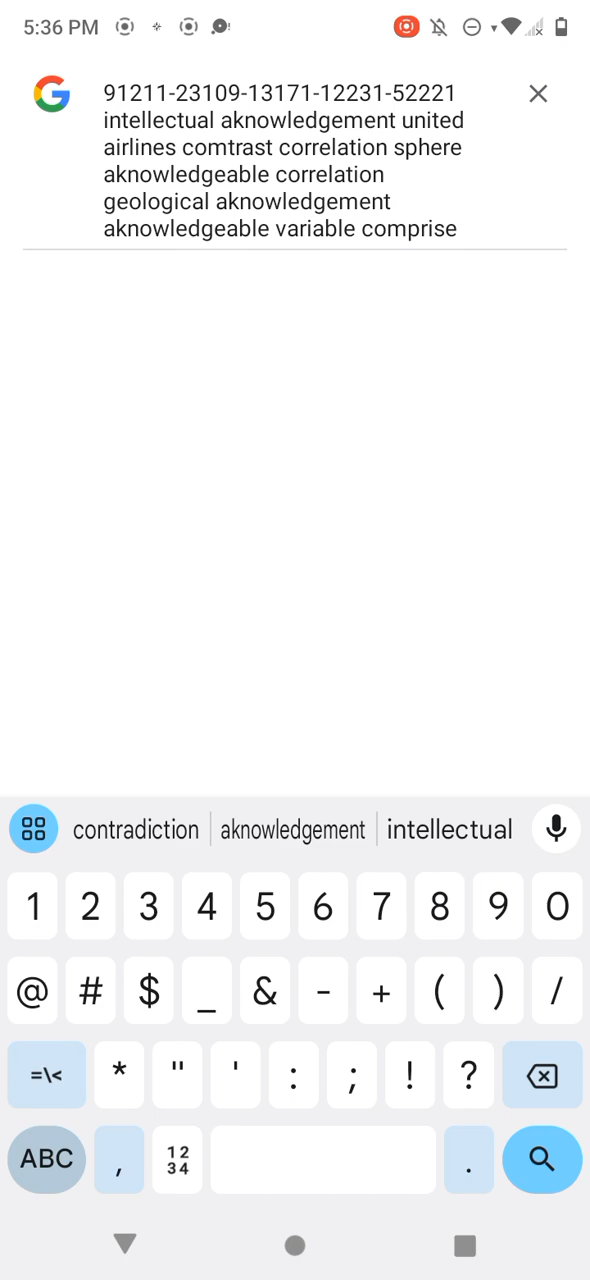 5:36 PM
91211-23109-13171-12231-52221
intellectual aknowledgement united
airlines comtrast correlation sphere
aknowledgeable correlation
geological aknowledgement
aknowledgeable variable comprise
contradiction aknowledgement intellectual
1 2 3 4 5 6 7 8 9 0
@ # $ _ & - + ( ) /
=\< * " ' : ; ! ?
ABC , 12 34 .